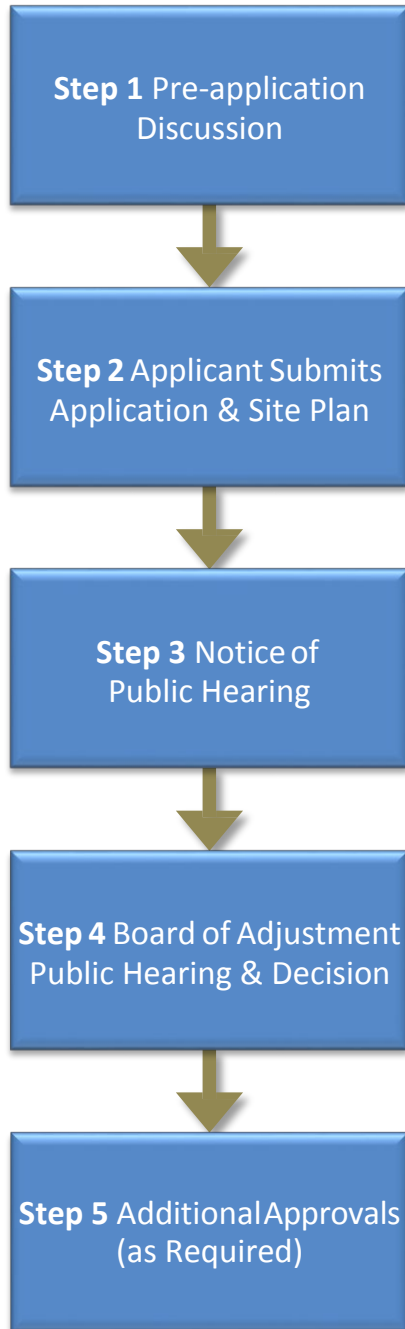 Step 1 Pre-application
Discussion
Step 2 Applicant Submits
Application & Site Plan
Step 3 Notice of
Public Hearing
Step 4 Board of Adjustment
Public Hearing & Decision
Step 5 Additional Approvals
(as Required)